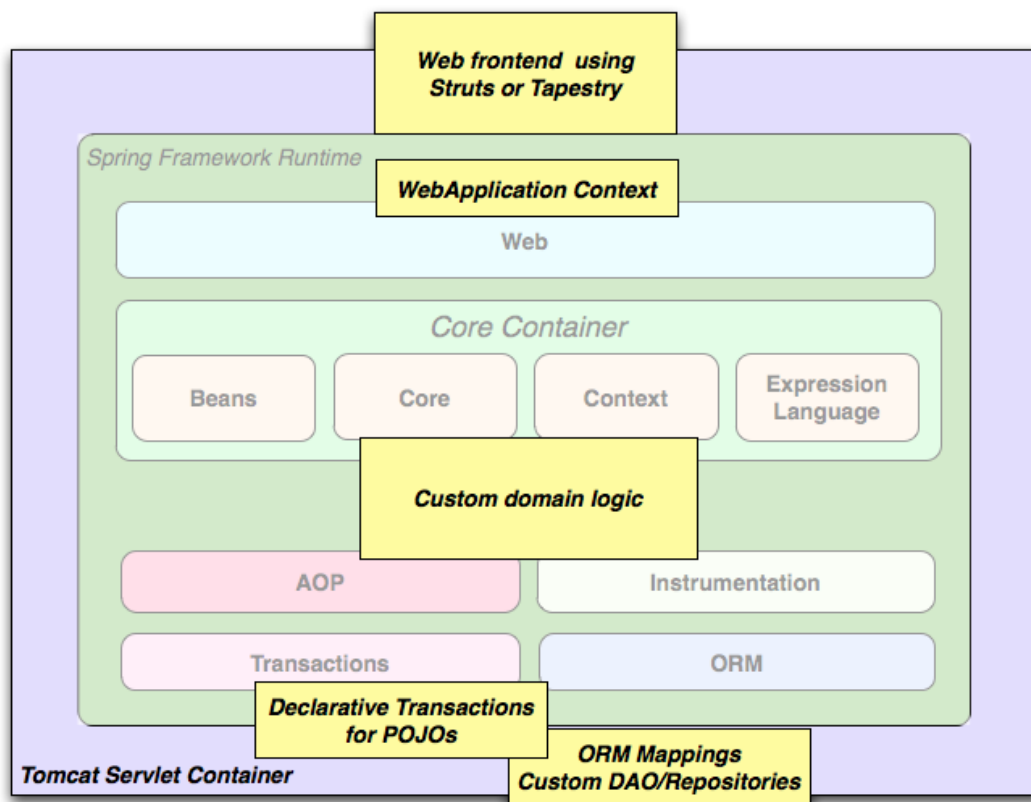 Web frontend using
Struts or Tapestry
Spring Framework Runtime
WebApplication Context
Web
Core Container
Beans
Core
Context
Expression
Language
Custom domain logic
AOP
Instrumentation
Transactions
ORM
Declarative Transactions
for POJOs
ORM Mappings
Custom DAO/Repositories
Tomcat Servlet Container